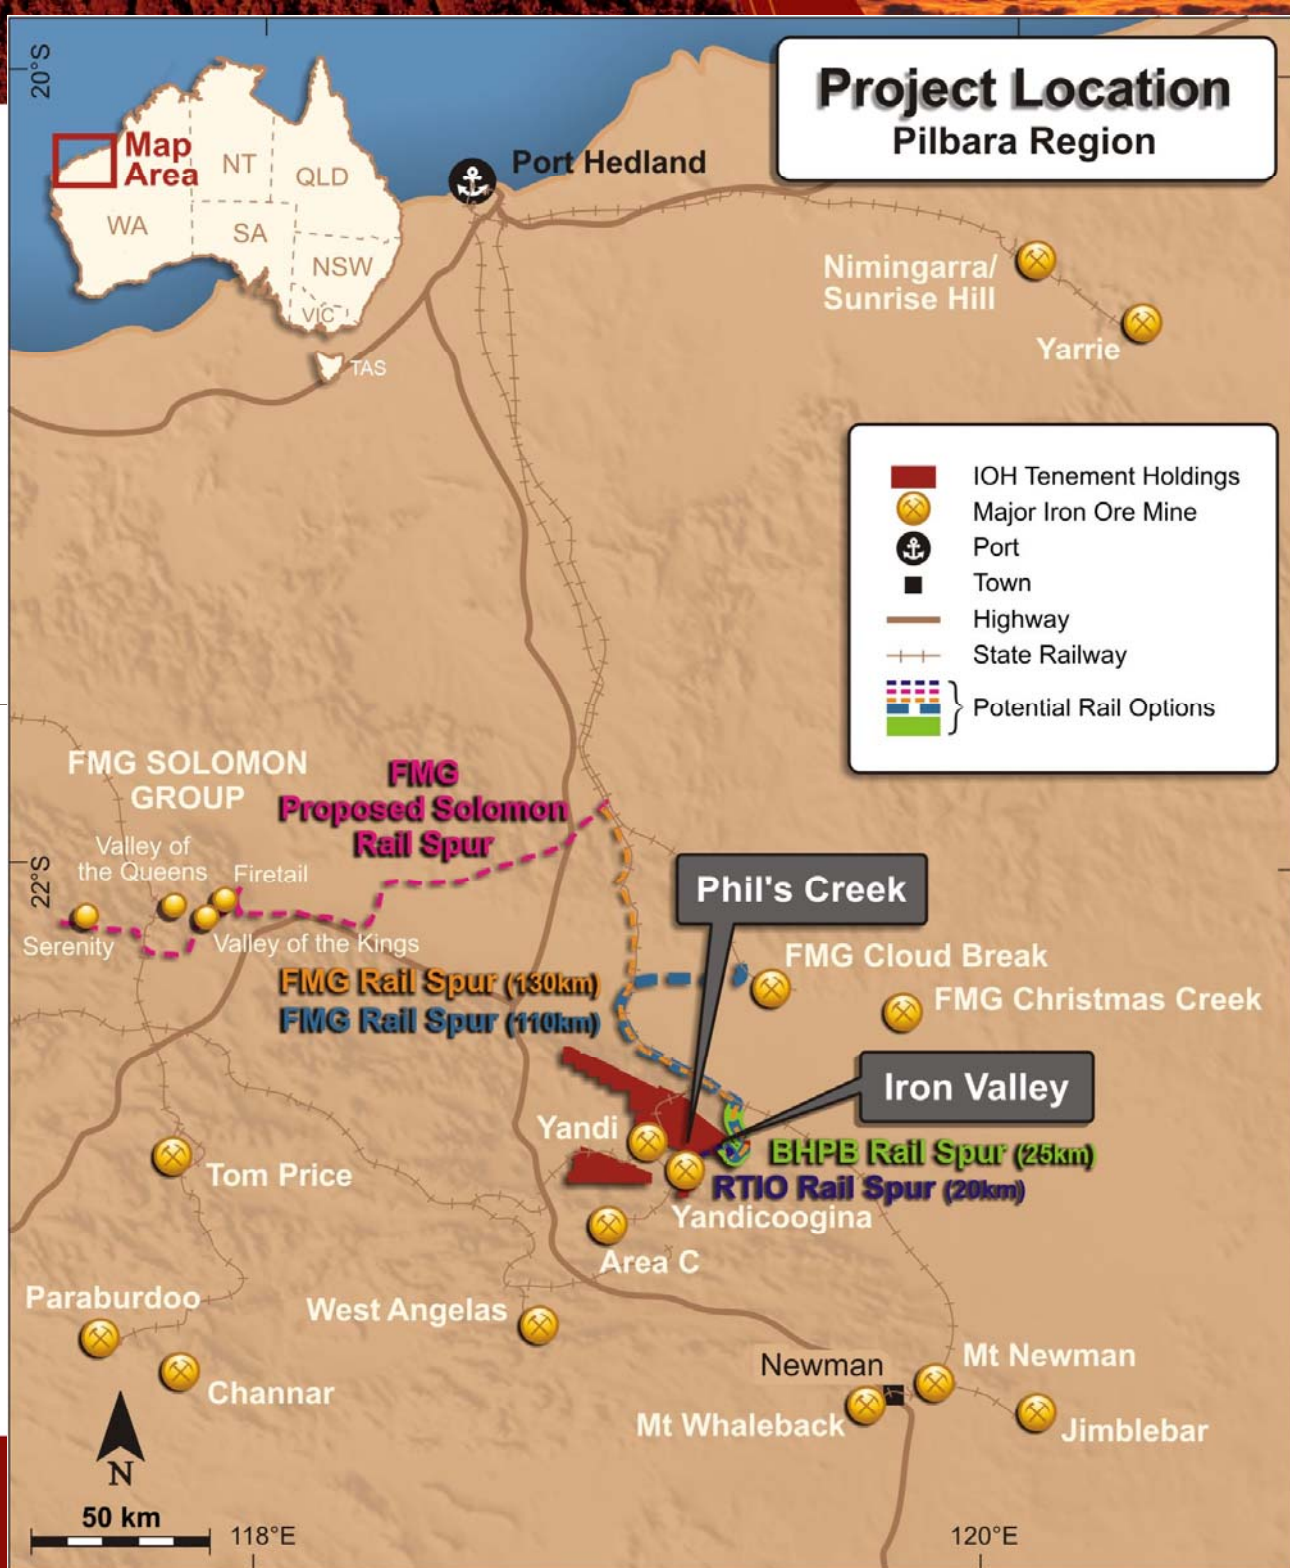 Project Location
Pilbara Region
20°S
Map
Area
NT
QLD
WA
SA
NSW
VIC
TAS
Port Hedland
Nimingarra/
Sunrise Hill
Yarrie
IOH Tenement Holdings
Major Iron Ore Mine
Port
Town
Highway
State Railway
Potential Rail Options
FMG SOLOMON
GROUP
FMG
Proposed Solomon
Rail Spur
Valley of
the Queens
Firetail
22°S
Serenity
Valley of the Kings
Phil's Creek
FMG Cloud Break
FMG Christmas Creek
FMG Rail Spur (130km)
FMG Rail Spur (110km)
Iron Valley
Yandi
BHPB Rail Spur (25km)
RTIO Rail Spur (20km)
Yandicoogina
Tom Price
Area C
Paraburdoo
West Angelas
Channar
Newman
Mt Newman
Mt Whaleback
Jimblebar
N
50 km
118°E
120°E